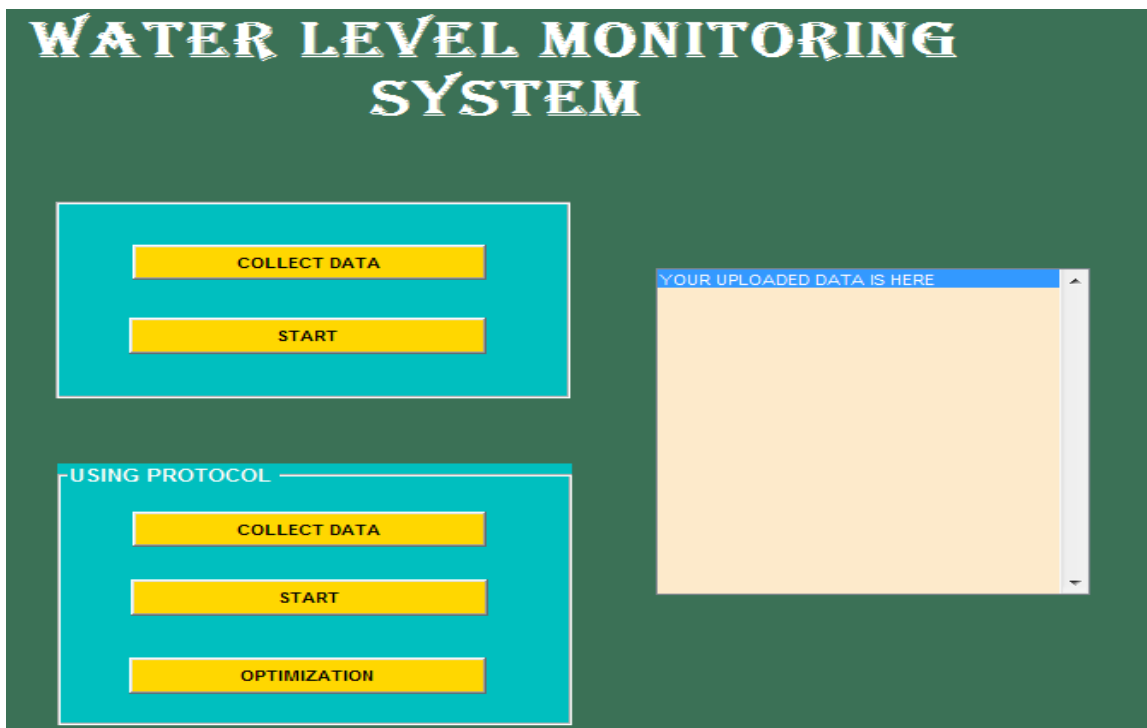 WATER LEVEL MONITORING
SYSTEM
COLLECT DATA
START
YOUR UPLOADED DATA IS HERE
USING PROTOCOL
COLLECT DATA
START
OPTIMIZATION